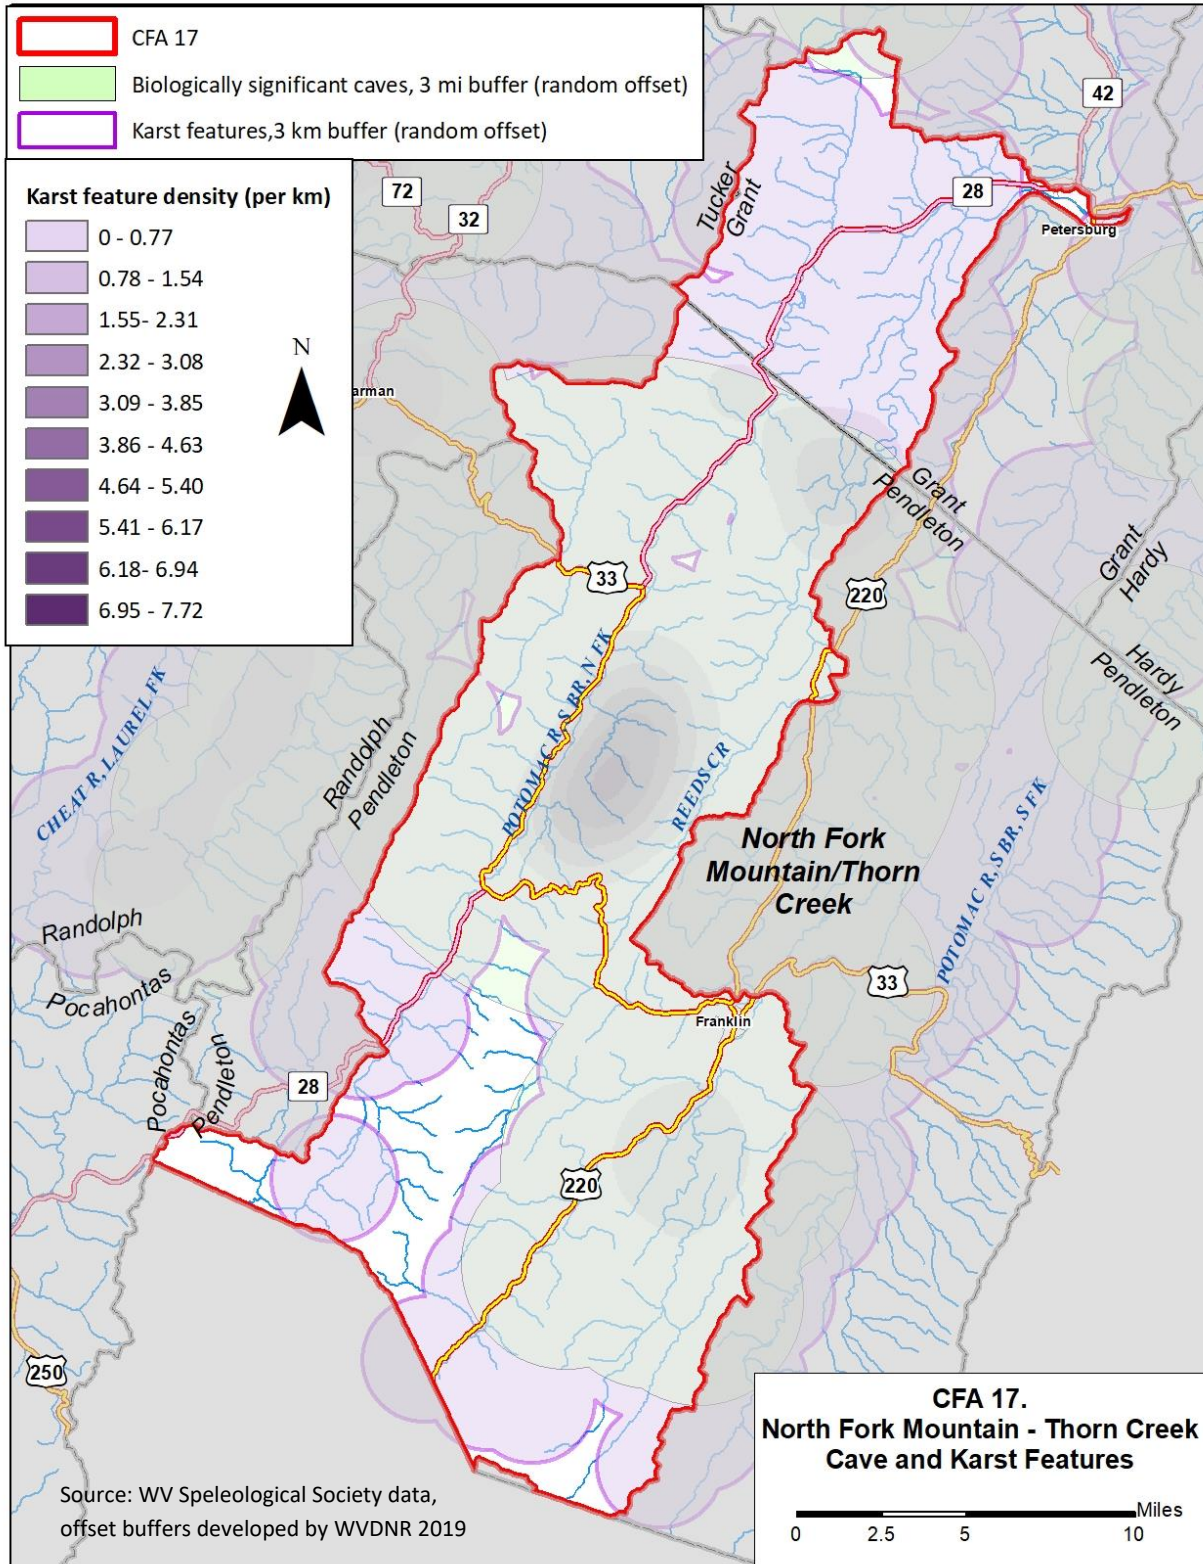 CFA 17
Biologically significant caves, 3 mi buffer (random offset)
Karst features,3 km buffer (random offset)
Karst feature density (per km)
0 - 0.77
0.78 - 1.54
1.55- 2.31
2.32 - 3.08
3.09 - 3.85
3.86 - 4.63
4.64 - 5.40
5.41 - 6.17
6.18- 6.94
6.95 - 7.72
N
42
72
32
28
Tucker
Grant
Petersburg
arman
Grant
Pendleton
Grant
Hardy
33
220
Hardy
Pendleton
POTOMAC R, S BR, N FK
CHEAT R, LAUREL FK
Randolph
Pendleton
REEDS CR
North Fork
Mountain/Thorn
Creek
POTOMAC R, S BR, S FK
Randolph
Pocahontas
33
Franklin
Pocahontas
Pendleton
28
220
250
CFA 17.
North Fork Mountain - Thorn Creek
Cave and Karst Features
Miles
0 2.5 5 10
Source: WV Speleological Society data,
offset buffers developed by WVDNR 2019